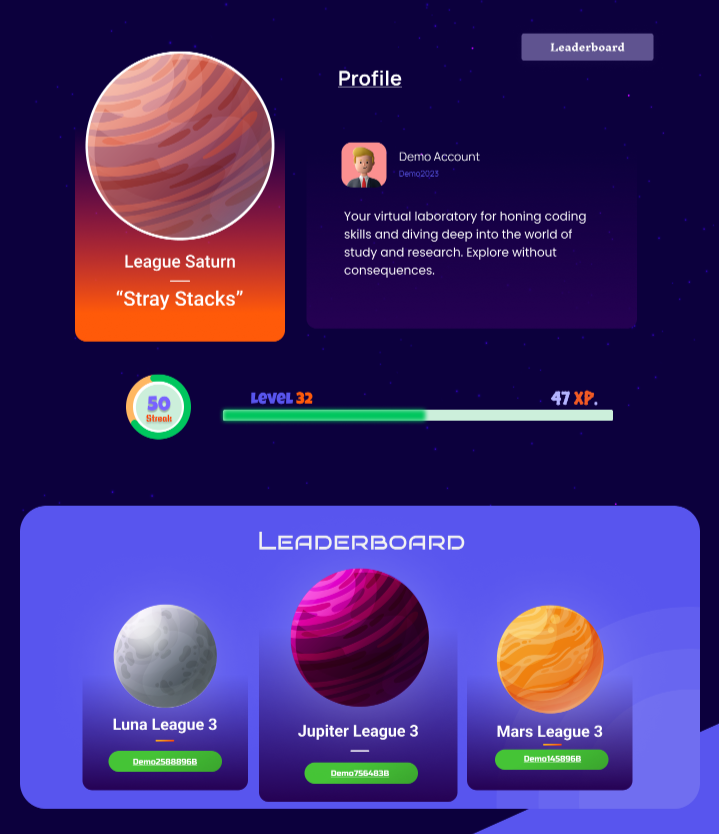 Leaderboard
Profile
Demo Account
Demo2023
Your virtual laboratory for honing coding
skills and diving deep into the world of
study and research. Explore without
consequences.
League Saturn
“Stray Stacks”
50
Streak
Level 32
47 XP.
Leaderboard
Luna League 3
Demo2588896B
Jupiter League 3
Demo756483B
Mars League 3
Demo145896B